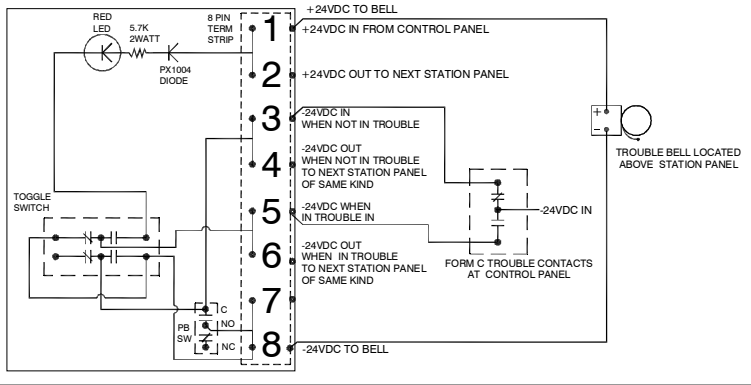 +24VDC TO BELL
RED
LED
5.7K
2WATT
PX1004
DIODE
8 PIN
TERM
STRIP
1
+24VDC IN FROM CONTROL PANEL
2
+24VDC OUT TO NEXT STATION PANEL
3
-24VDC IN
WHEN NOT IN TROUBLE
4
-24VDC OUT
WHEN NOT IN TROUBLE
TO NEXT STATION PANEL
OF SAME KIND
5
-24VDC WHEN
IN TROUBLE IN
6
-24VDC OUT
WHEN IN TROUBLE
TO NEXT STATION PANEL
OF SAME KIND
7
8
-24VDC TO BELL
TOGGLE
SWITCH
PB
SW
C
NO
NC
+
-
TROUBLE BELL LOCATED
ABOVE STATION PANEL
-24VDC IN
FORM C TROUBLE CONTACTS
AT CONTROL PANEL